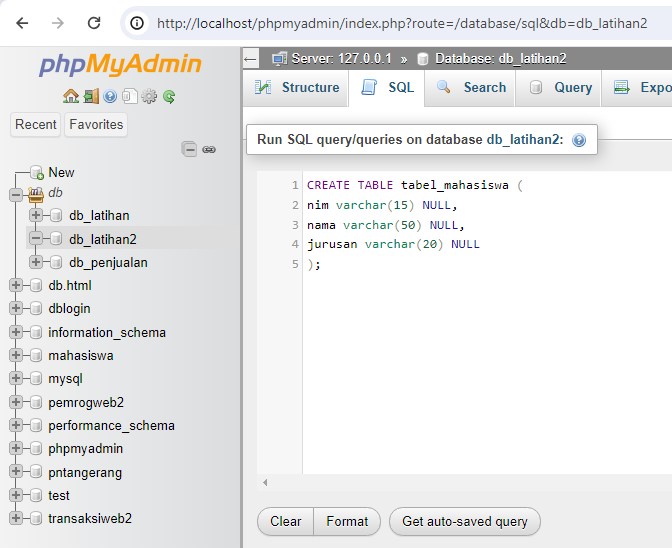 http://localhost/phpmyadmin/index.php?route=/database/sql&db=db_latihan2
phpMyAdmin
Recent Favorites
New
db
db_latihan
db_latihan2
db_penjualan
db.html
dblogin
information_schema
mahasiswa
mysql
pemrogweb2
performance_schema
phpmyadmin
pntangerang
test
transaksiweb2
Server: 127.0.0.1 » Database: db_latihan2
Structure SQL Search Query Expo
Run SQL query/queries on database db_latihan2:
1 CREATE TABLE tabel_mahasiswa (
2 nim varchar(15) NULL,
3 nama varchar(50) NULL,
4 jurusan varchar(20) NULL
5 );
Clear Format Get auto-saved query